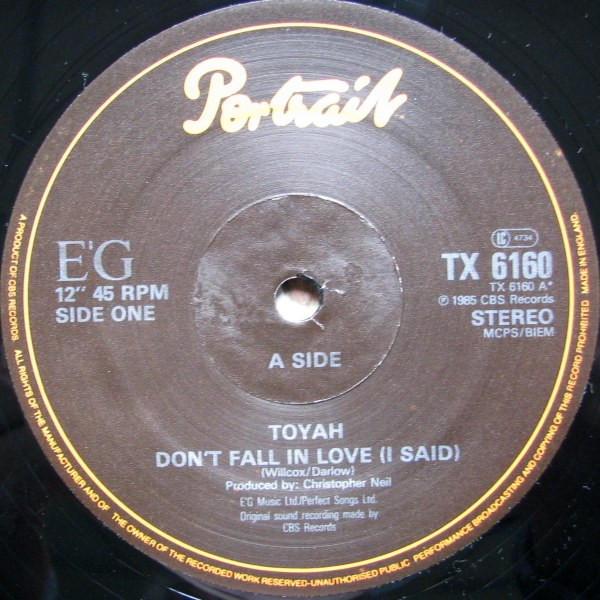 Portrait
E'G
12" 45 RPM
SIDE ONE
LC 4734
TX 6160
TX 6160 A*
℗ 1985 CBS Records
STEREO
MCPS/BIEM
A SIDE
TOYAH
DON'T FALL IN LOVE (I SAID)
(Willcox/Darlow)
Produced by: Christopher Neil
E'G Music Ltd./Perfect Songs Ltd.
Original sound recording made by
CBS Records
A PRODUCT OF CBS RECORDS. ALL RIGHTS OF THE MANUFACTURER AND OF THE OWNER OF THE RECORDED WORK RESERVED-UNAUTHORISED PUBLIC PERFORMANCE BROADCASTING AND COPYING OF THIS RECORD PROHIBITED MADE IN ENGLAND.